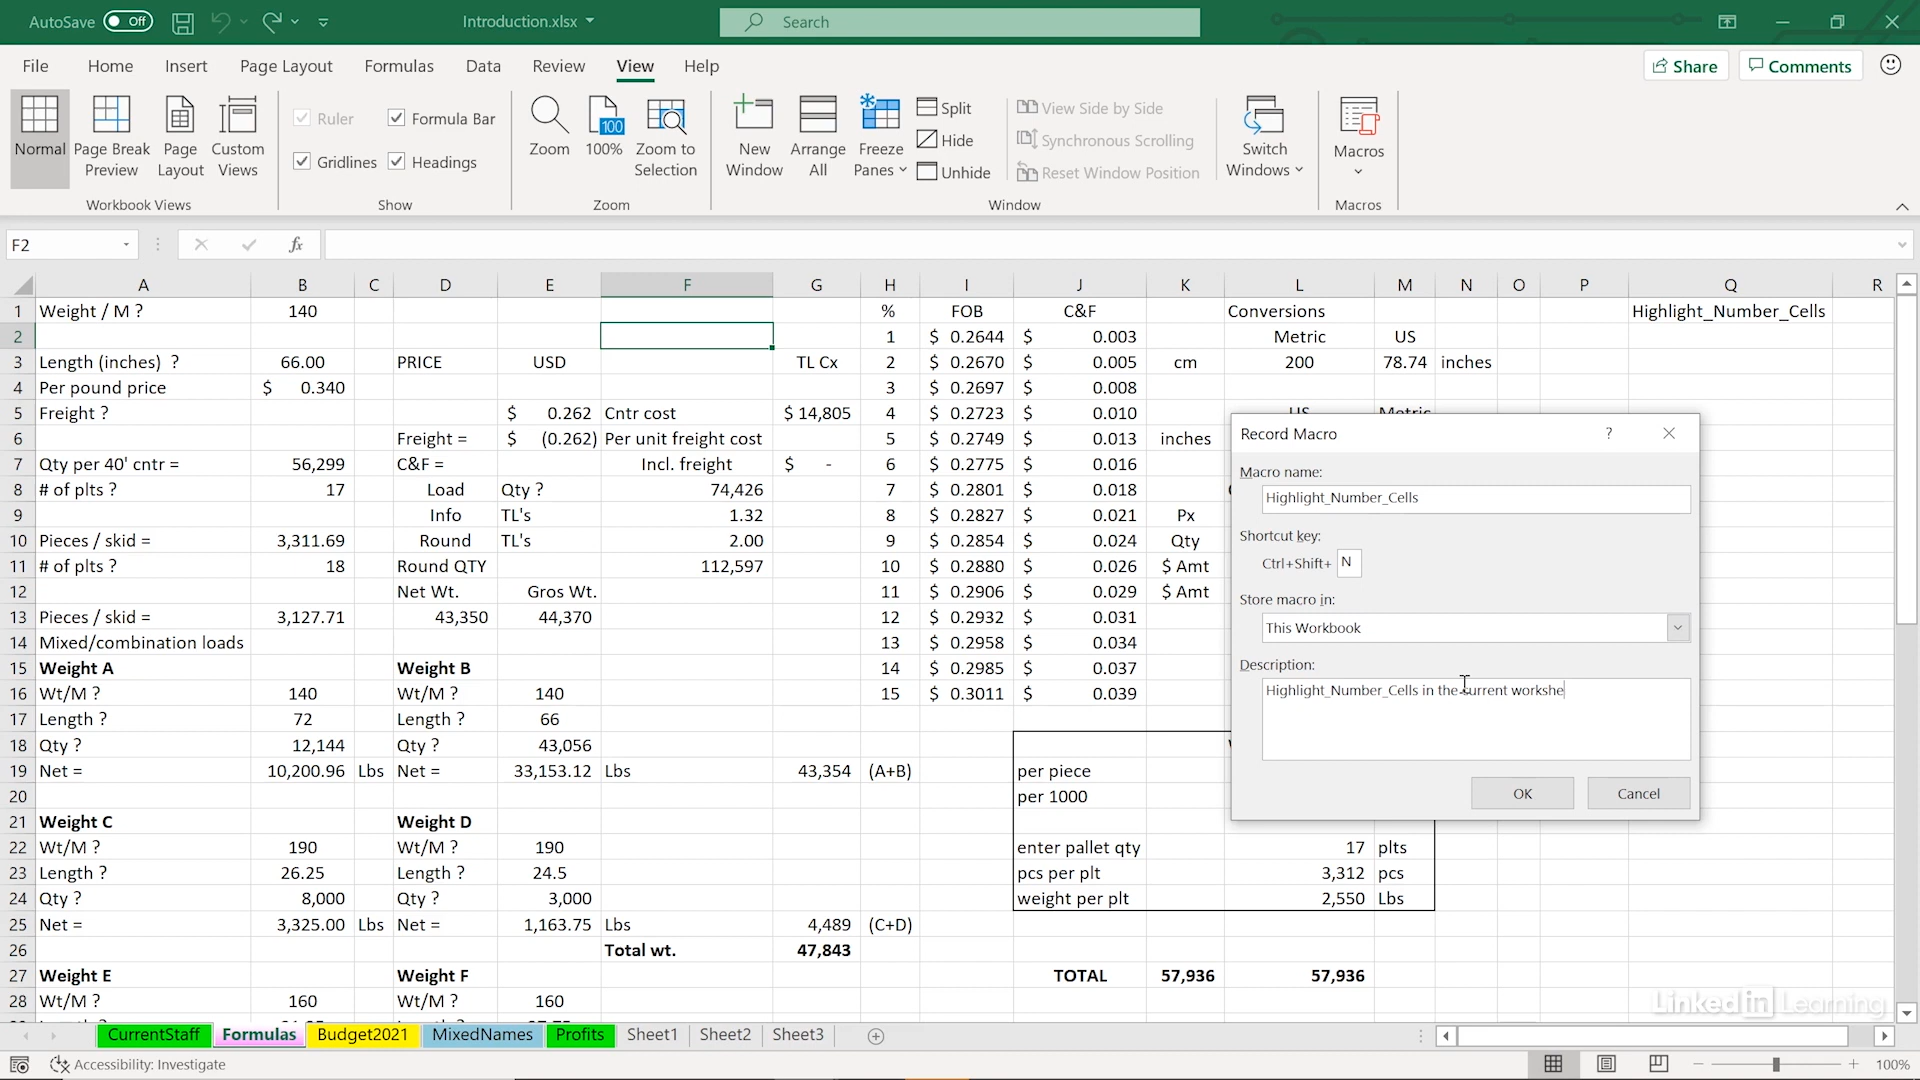 AutoSave Off Introduction.xlsx Search
File Home Insert Page Layout Formulas Data Review View Help Share Comments
Normal Page Break Preview Page Layout Custom Views
Workbook Views
Ruler Formula Bar
Gridlines Headings
Show
Zoom 100 100% Zoom to Selection
Zoom
New Window Arrange All Freeze Panes
Split
Hide
Unhide
View Side by Side
Synchronous Scrolling
Reset Window Position
Window
Switch Windows
Macros
Macros
F2 fx
A B C D E F G H I J K L M N O P Q R
1 Weight / M ? 140 % FOB C&F Conversions Highlight_Number_Cells
2 1 $ 0.2644 $ 0.003 Metric US
3 Length (inches) ? 66.00 PRICE USD TL Cx 2 $ 0.2670 $ 0.005 cm 200 78.74 inches
4 Per pound price $ 0.340 3 $ 0.2697 $ 0.008
5 Freight ? $ 0.262 Cntr cost $ 14,805 4 $ 0.2723 $ 0.010 US Metric
6 Freight = $ (0.262) Per unit freight cost 5 $ 0.2749 $ 0.013 inches
7 Qty per 40' cntr = 56,299 C&F = Incl. freight $ - 6 $ 0.2775 $ 0.016
8 # of plts ? 17 Load Qty ? 74,426 7 $ 0.2801 $ 0.018
9 Info TL's 1.32 8 $ 0.2827 $ 0.021 Px
10 Pieces / skid = 3,311.69 Round TL's 2.00 9 $ 0.2854 $ 0.024 Qty
11 # of plts ? 18 Round QTY 112,597 10 $ 0.2880 $ 0.026 $ Amt
12 Net Wt. Gros Wt. 11 $ 0.2906 $ 0.029 $ Amt
13 Pieces / skid = 3,127.71 43,350 44,370 12 $ 0.2932 $ 0.031
14 Mixed/combination loads 13 $ 0.2958 $ 0.034
15 Weight A Weight B 14 $ 0.2985 $ 0.037
16 Wt/M ? 140 Wt/M ? 140 15 $ 0.3011 $ 0.039
17 Length ? 72 Length ? 66
18 Qty ? 12,144 Qty ? 43,056
19 Net = 10,200.96 Lbs Net = 33,153.12 Lbs 43,354 (A+B) per piece
20 per 1000
21 Weight C Weight D
22 Wt/M ? 190 Wt/M ? 190 enter pallet qty 17 plts
23 Length ? 26.25 Length ? 24.5 pcs per plt 3,312 pcs
24 Qty ? 8,000 Qty ? 3,000 weight per plt 2,550 Lbs
25 Net = 3,325.00 Lbs Net = 1,163.75 Lbs 4,489 (C+D)
26 Total wt. 47,843
27 Weight E Weight F TOTAL 57,936 57,936
28 Wt/M ? 160 Wt/M ? 160
Record Macro ?
Macro name:
Highlight_Number_Cells
Shortcut key:
Ctrl+Shift+ N
Store macro in:
This Workbook
Description:
Highlight_Number_Cells in the current workshe
OK Cancel
LinkedIn Learning
CurrentStaff Formulas Budget2021 MixedNames Profits Sheet1 Sheet2 Sheet3
Accessibility: Investigate 100%